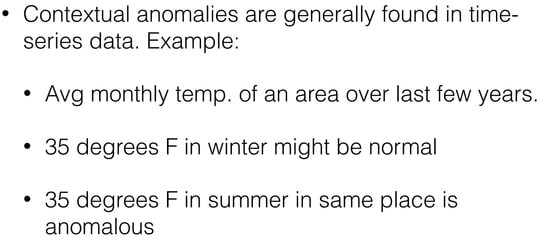 • Contextual anomalies are generally found in time-
series data. Example:
• Avg monthly temp. of an area over last few years.
• 35 degrees F in winter might be normal
• 35 degrees F in summer in same place is
anomalous